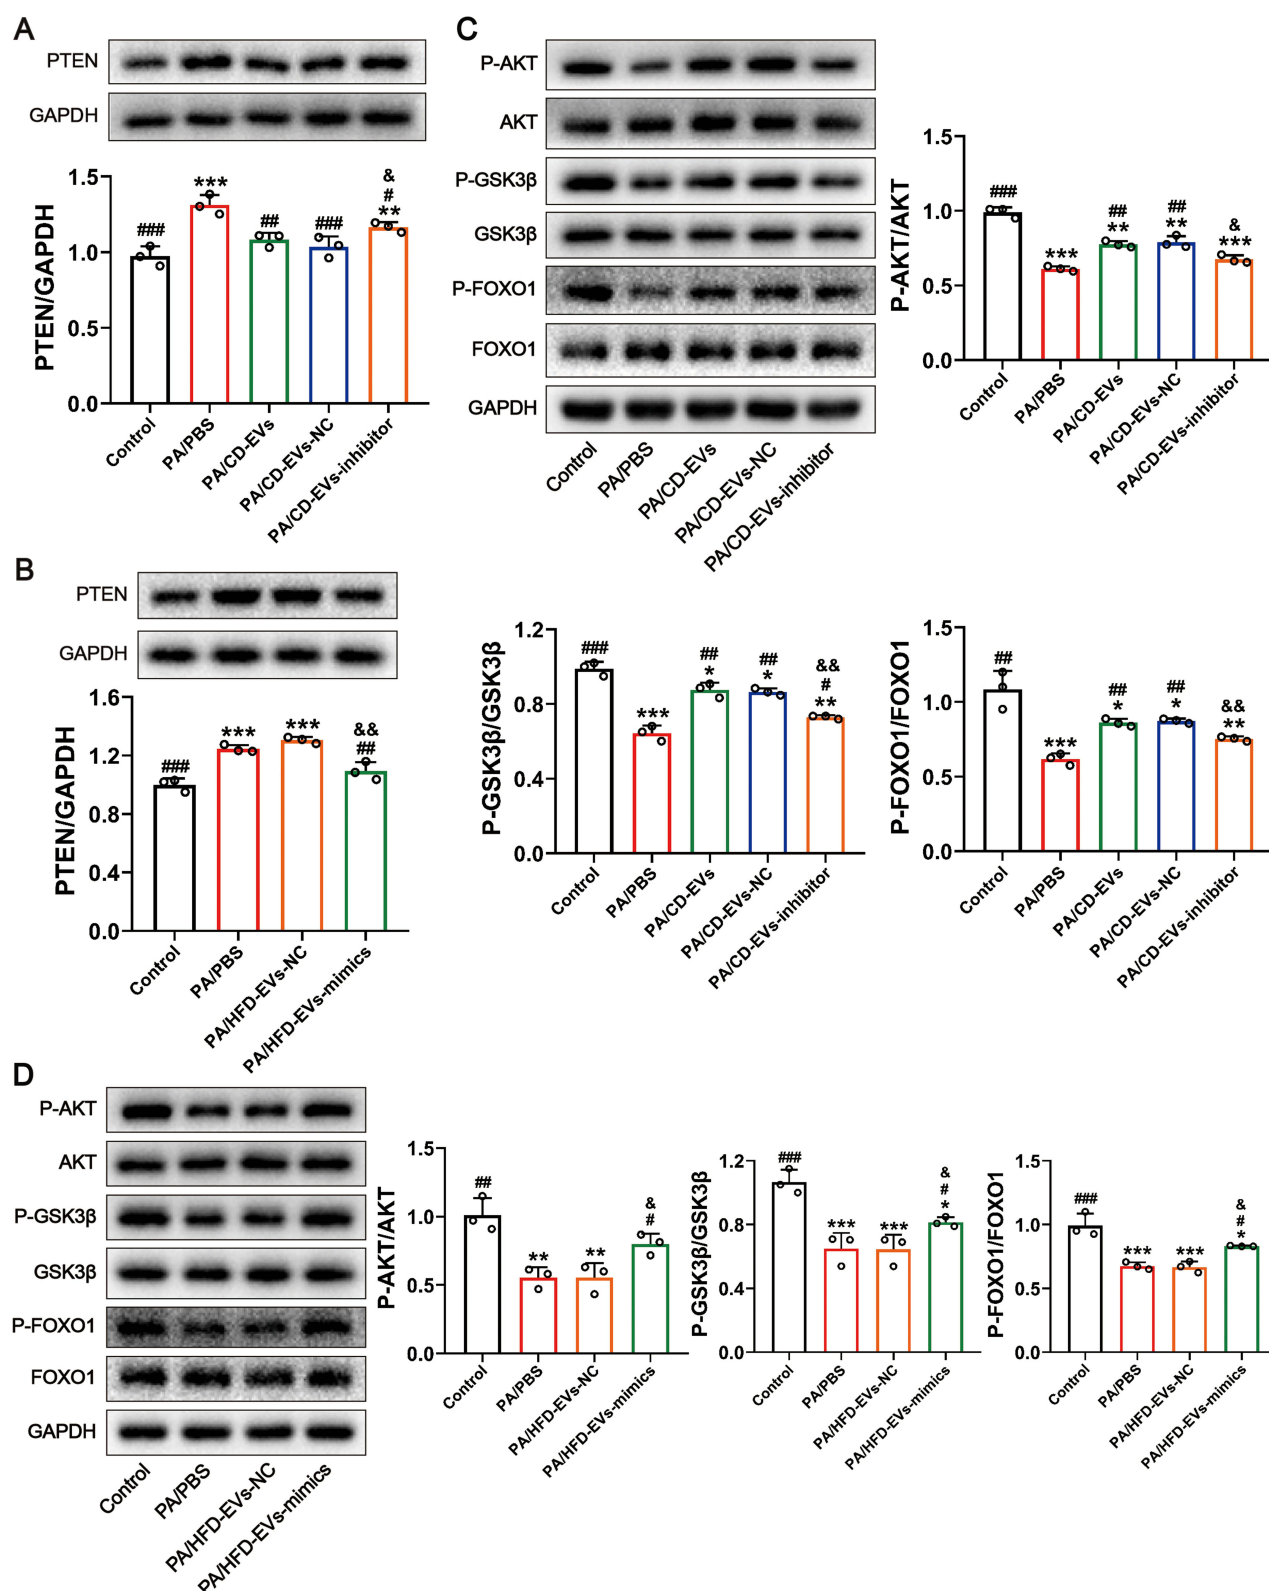 A
PTEN
GAPDH
PTEN/GAPDH
1.5
1.0
0.5
0.0
###
***
##
###
&
#
**
Control
PA/PBS
PA/CD-EVs
PA/CD-EVs-NC
PA/CD-EVs-inhibitor
C
P-AKT
AKT
P-GSK3β
GSK3β
P-FOXO1
FOXO1
GAPDH
Control
PA/PBS
PA/CD-EVs
PA/CD-EVs-NC
PA/CD-EVs-inhibitor
P-AKT/AKT
1.5
1.0
0.5
0.0
###
***
##
**
##
**
&
***
Control
PA/PBS
PA/CD-EVs
PA/CD-EVs-NC
PA/CD-EVs-inhibitor
B
PTEN
GAPDH
PTEN/GAPDH
1.6
1.2
0.8
0.4
0.0
###
***
***
&&
##
Control
PA/PBS
PA/HFD-EVs-NC
PA/HFD-EVs-mimics
P-GSK3β/GSK3β
1.2
0.8
0.4
0.0
###
***
##
*
##
*
&&
#
**
Control
PA/PBS
PA/CD-EVs
PA/CD-EVs-NC
PA/CD-EVs-inhibitor
P-FOXO1/FOXO1
1.5
1.0
0.5
0.0
##
***
##
*
##
*
&&
**
Control
PA/PBS
PA/CD-EVs
PA/CD-EVs-NC
PA/CD-EVs-inhibitor
D
P-AKT
AKT
P-GSK3β
GSK3β
P-FOXO1
FOXO1
GAPDH
Control
PA/PBS
PA/HFD-EVs-NC
PA/HFD-EVs-mimics
P-AKT/AKT
1.5
1.0
0.5
0.0
##
**
**
&
#
Control
PA/PBS
PA/HFD-EVs-NC
PA/HFD-EVs-mimics
P-GSK3β/GSK3β
1.2
0.8
0.4
0.0
###
***
***
&
#
*
Control
PA/PBS
PA/HFD-EVs-NC
PA/HFD-EVs-mimics
P-FOXO1/FOXO1
1.5
1.0
0.5
0.0
###
***
***
&
#
*
Control
PA/PBS
PA/HFD-EVs-NC
PA/HFD-EVs-mimics